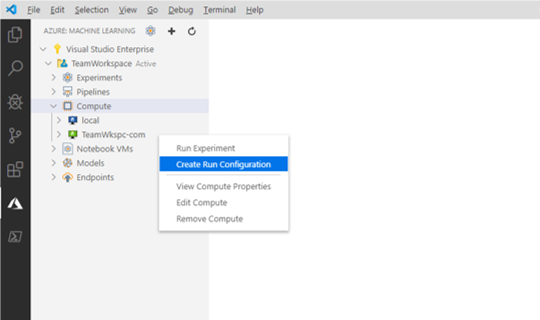 File Edit Selection View Go Debug Terminal Help
AZURE: MACHINE LEARNING
Visual Studio Enterprise
TeamWorkspace Active
Experiments
Pipelines
Compute
local
TeamWkspc-com
Notebook VMs
Models
Endpoints
Run Experiment
Create Run Configuration
View Compute Properties
Edit Compute
Remove Compute